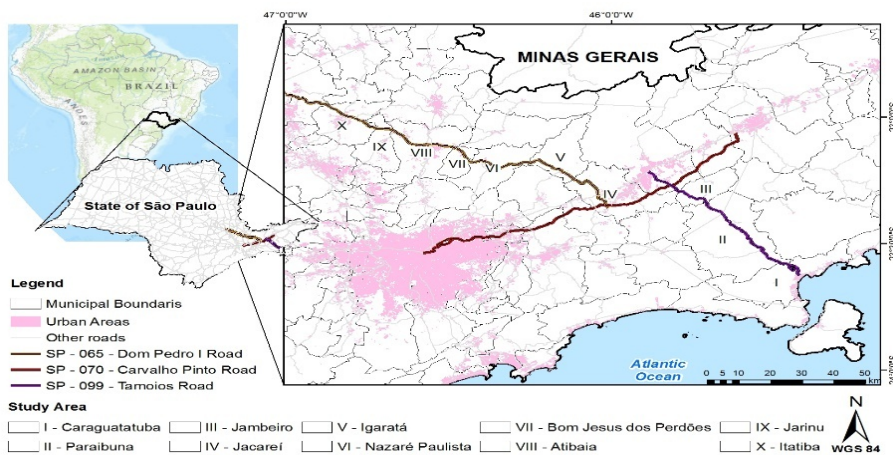 47°0'0"W
46°0'0"W
AMAZON BASIN
BRAZIL
ANDES
MINAS GERAIS
X
IX
VIII
VII
VI
V
IV
III
II
I
State of São Paulo
Legend
Municipal Boundaris
Urban Areas
Other roads
SP - 065 - Dom Pedro I Road
SP - 070 - Carvalho Pinto Road
SP - 099 - Tamoios Road
Atlantic
Ocean
0 5 10 20 30 40 50
km
Study Area
I - Caraguatatuba
III - Jambeiro
V - Igaratá
VII - Bom Jesus dos Perdões
IX - Jarinu
II - Paraibuna
IV - Jacareí
VI - Nazaré Paulista
VIII - Atibaia
X - Itatiba
N
WGS 84